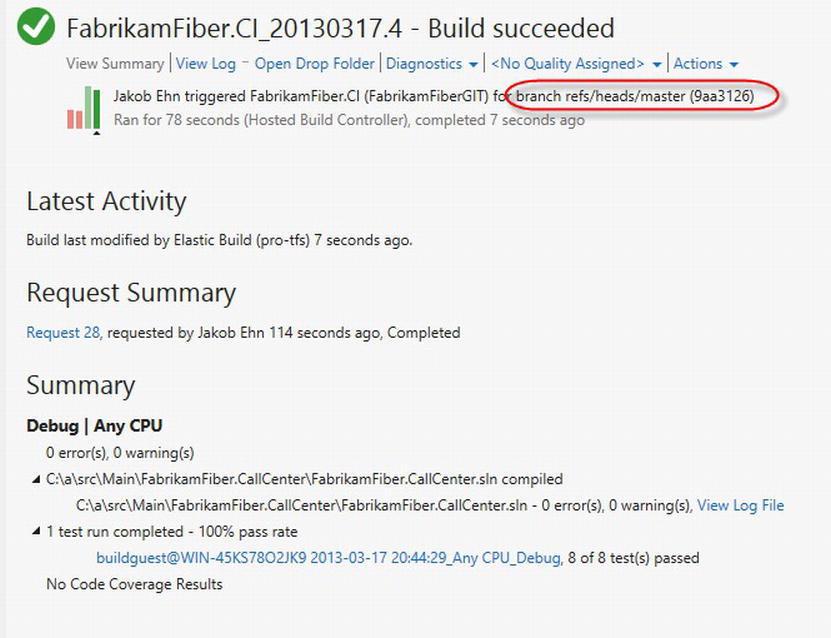 FabrikamFiber.CI_20130317.4 - Build succeeded
View Summary | View Log - Open Drop Folder | Diagnostics | <No Quality Assigned> | Actions
Jakob Ehn triggered FabrikamFiber.CI (FabrikamFiberGIT) for branch refs/heads/master (9aa3126)
Ran for 78 seconds (Hosted Build Controller), completed 7 seconds ago
Latest Activity
Build last modified by Elastic Build (pro-tfs) 7 seconds ago.
Request Summary
Request 28, requested by Jakob Ehn 114 seconds ago, Completed
Summary
Debug | Any CPU
0 error(s), 0 warning(s)
C:\a\src\Main\FabrikamFiber.CallCenter\FabrikamFiber.CallCenter.sln compiled
C:\a\src\Main\FabrikamFiber.CallCenter\FabrikamFiber.CallCenter.sln - 0 error(s), 0 warning(s), View Log File
1 test run completed - 100% pass rate
buildguest@WIN-45KS78O2JK9 2013-03-17 20:44:29_Any CPU_Debug, 8 of 8 test(s) passed
No Code Coverage Results